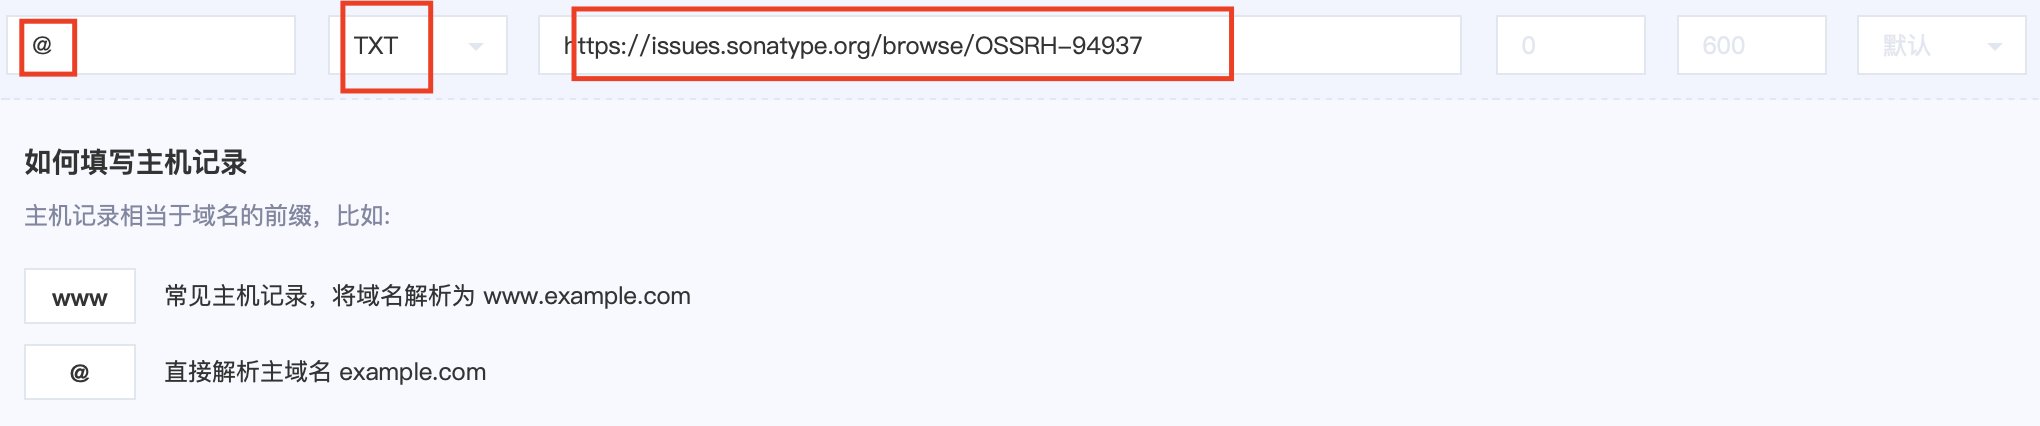 @ TXT https://issues.sonatype.org/browse/OSSRH-94937 0 600 默认
如何填写主机记录
主机记录相当于域名的前缀，比如:
www 常见主机记录，将域名解析为 www.example.com
@ 直接解析主域名 example.com